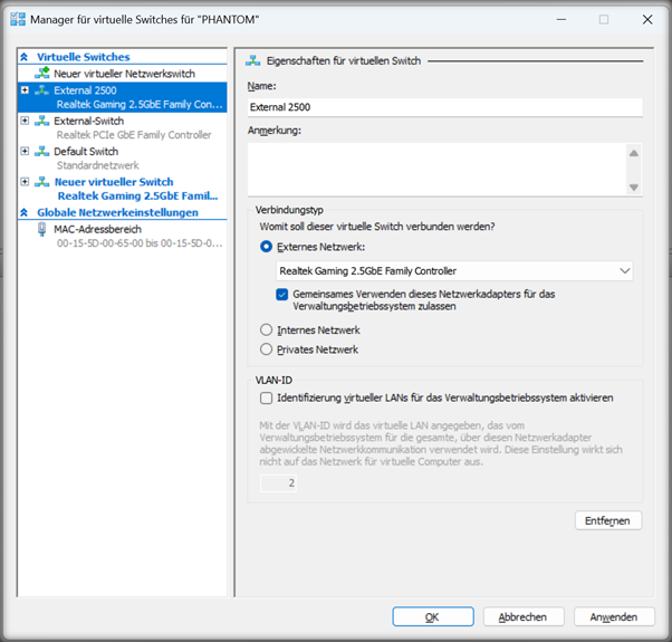 Manager für virtuelle Switches für "PHANTOM"
Virtuelle Switches
Neuer virtueller Netzwerkswitch
External 2500
Realtek Gaming 2.5GbE Family Con...
External-Switch
Realtek PCIe GbE Family Controller
Default Switch
Standardnetzwerk
Neuer virtueller Switch
Realtek Gaming 2.5GbE Famil...
Globale Netzwerkeinstellungen
MAC-Adressbereich
00-15-5D-00-65-00 bis 00-15-5D-0...
Eigenschaften für virtuellen Switch
Name:
External 2500
Anmerkung:
Verbindungstyp
Womit soll dieser virtuelle Switch verbunden werden?
Externes Netzwerk:
Realtek Gaming 2.5GbE Family Controller
Gemeinsames Verwenden dieses Netzwerkadapters für das
Verwaltungsbetriebssystem zulassen
Internes Netzwerk
Privates Netzwerk
VLAN-ID
Identifizierung virtueller LANs für das Verwaltungsbetriebssystem aktivieren
Mit der VLAN-ID wird das virtuelle LAN angegeben, das vom
Verwaltungsbetriebssystem für die gesamte, über diesen Netzwerkadapter
abgewickelte Netzwerkkommunikation verwendet wird. Diese Einstellung wirkt sich
nicht auf das Netzwerk für virtuelle Computer aus.
2
Entfernen
OK
Abbrechen
Anwenden